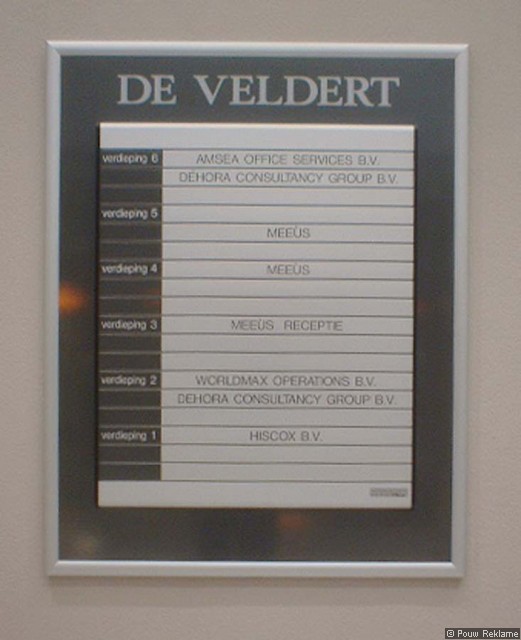 DE VELDERT
verdieping 6 AMSEA OFFICE SERVICES B.V.
DEHORA CONSULTANCY GROUP B.V.
verdieping 5
MEEÙS
verdieping 4 MEEÙS
verdieping 3 MEEÙS RECEPTIE
verdieping 2 WORLDMAX OPERATIONS B.V.
DEHORA CONSULTANCY GROUP B.V.
verdieping 1 HISCOX B.V.
© Pouw Reklame